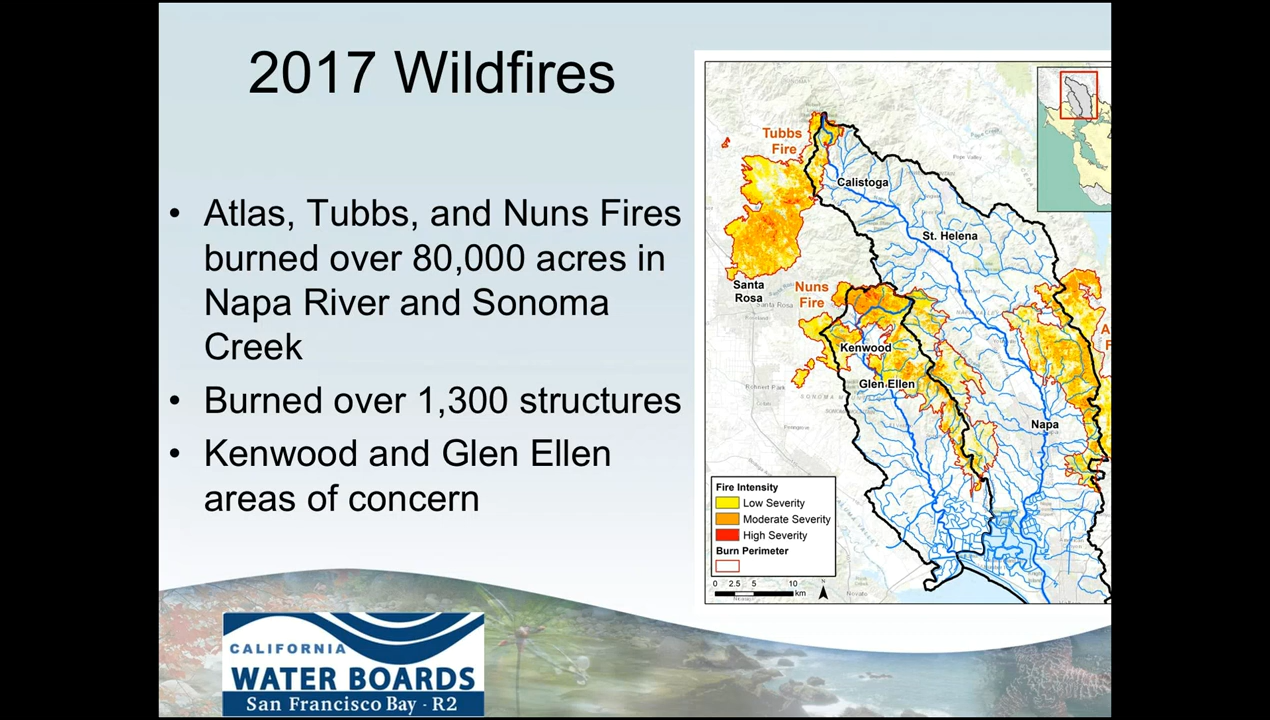 2017 Wildfires
• Atlas, Tubbs, and Nuns Fires
burned over 80,000 acres in
Napa River and Sonoma
Creek
• Burned over 1,300 structures
• Kenwood and Glen Ellen
areas of concern
Tubbs
Fire
Calistoga
St. Helena
Santa
Rosa
Nuns
Fire
Kenwood
Glen Ellen
Napa
Fire Intensity
Low Severity
Moderate Severity
High Severity
Burn Perimeter
0 2.5 5 10
km
N
CALIFORNIA
WATER BOARDS
San Francisco Bay - R2